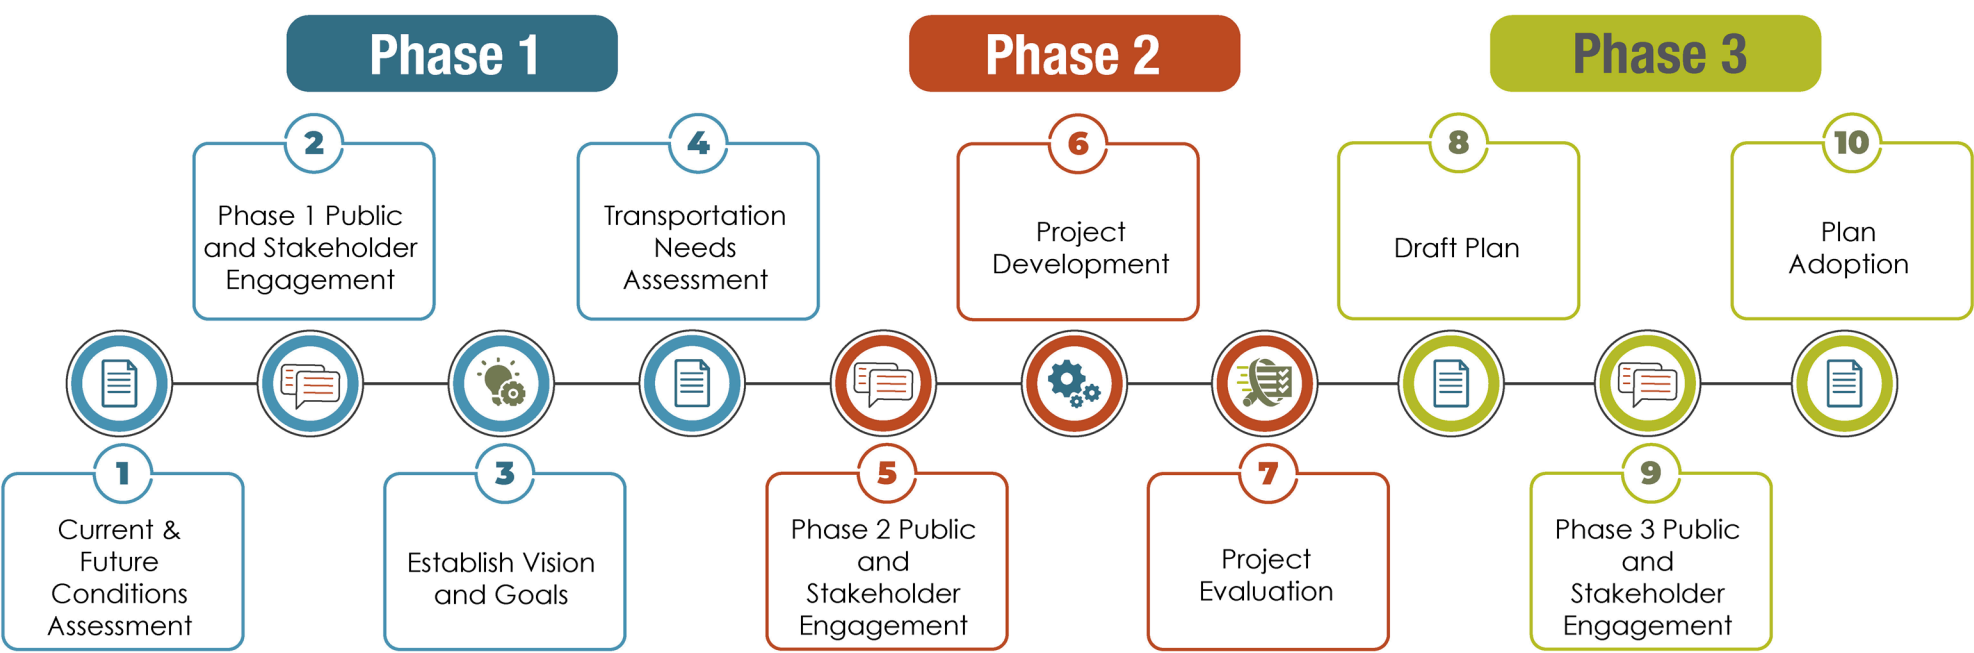 Phase 1
Phase 2
Phase 3
1
Current &
Future
Conditions
Assessment
2
Phase 1 Public
and Stakeholder
Engagement
3
Establish Vision
and Goals
4
Transportation
Needs
Assessment
5
Phase 2 Public
and
Stakeholder
Engagement
6
Project
Development
7
Project
Evaluation
8
Draft Plan
9
Phase 3 Public
and
Stakeholder
Engagement
10
Plan
Adoption